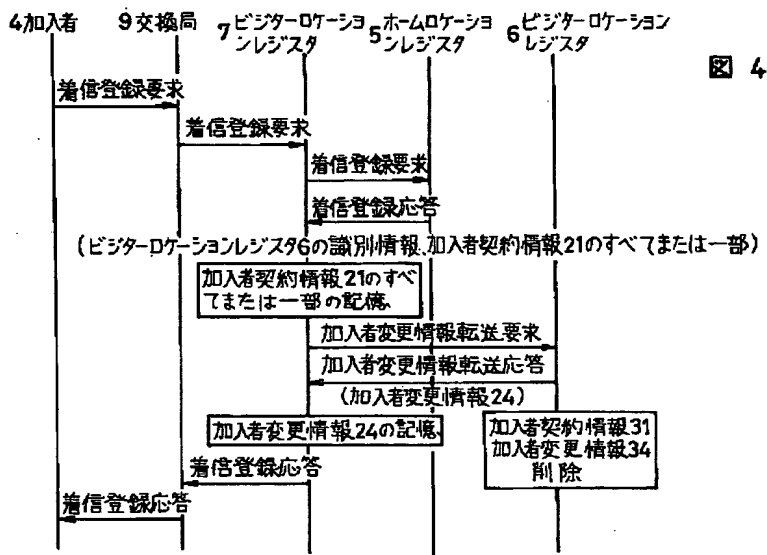 4加入者
9交換局
7ビジターロケーショ
ンレジスタ
5ホームロケーショ
ンレジスタ
6ビジターロケーション
レジスタ
図 4
着信登録要求
着信登録要求
着信登録要求
着信登録応答
(ビジターロケーションレジスタ6の識別情報、加入者契約情報21のすべてまたは一部)
加入者契約情報21のすべ
てまたは一部の記憶、
加入者変更情報転送要求
加入者変更情報転送応答
(加入者変更情報24)
加入者変更情報24の記憶、
加入者契約情報31
加入者変更情報34
削除
着信登録応答
着信登録応答